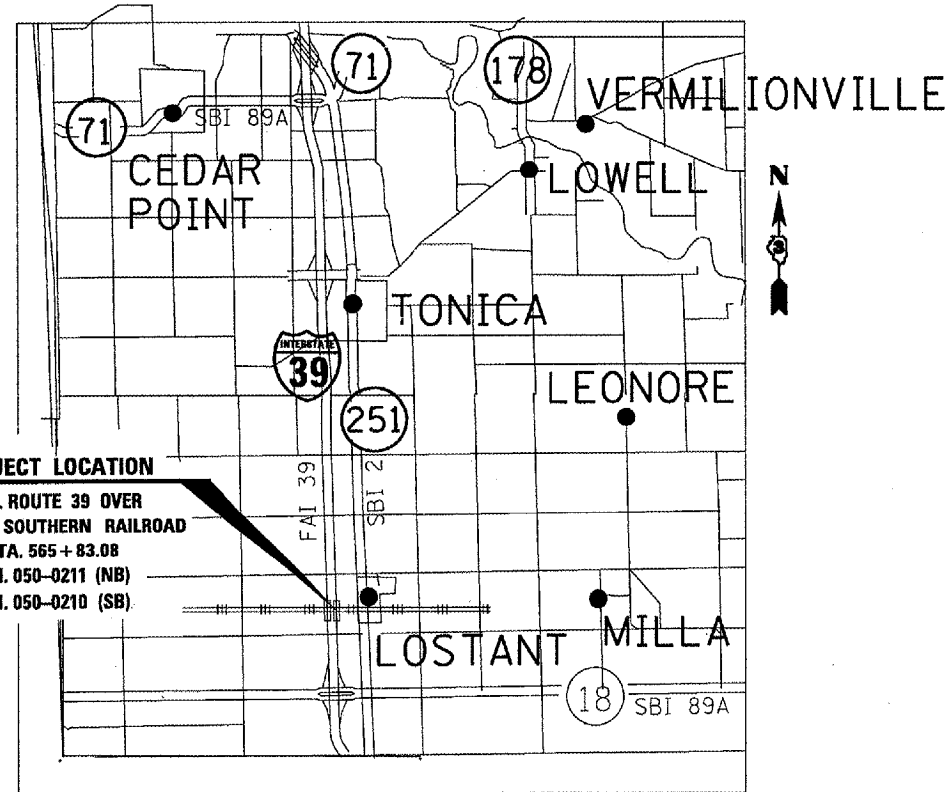 71
178
VERMILIONVILLE
71
SBI 89A
CEDAR
POINT
LOWELL
N
3
TONICA
INTERSTATE
39
LEONORE
251
JECT LOCATION
. ROUTE 39 OVER
SOUTHERN RAILROAD
TA. 565+83.08
. 050-0211 (NB)
. 050-0210 (SB)
FAI 39
SBI 2
LOSTANT
MILLA
18
SBI 89A